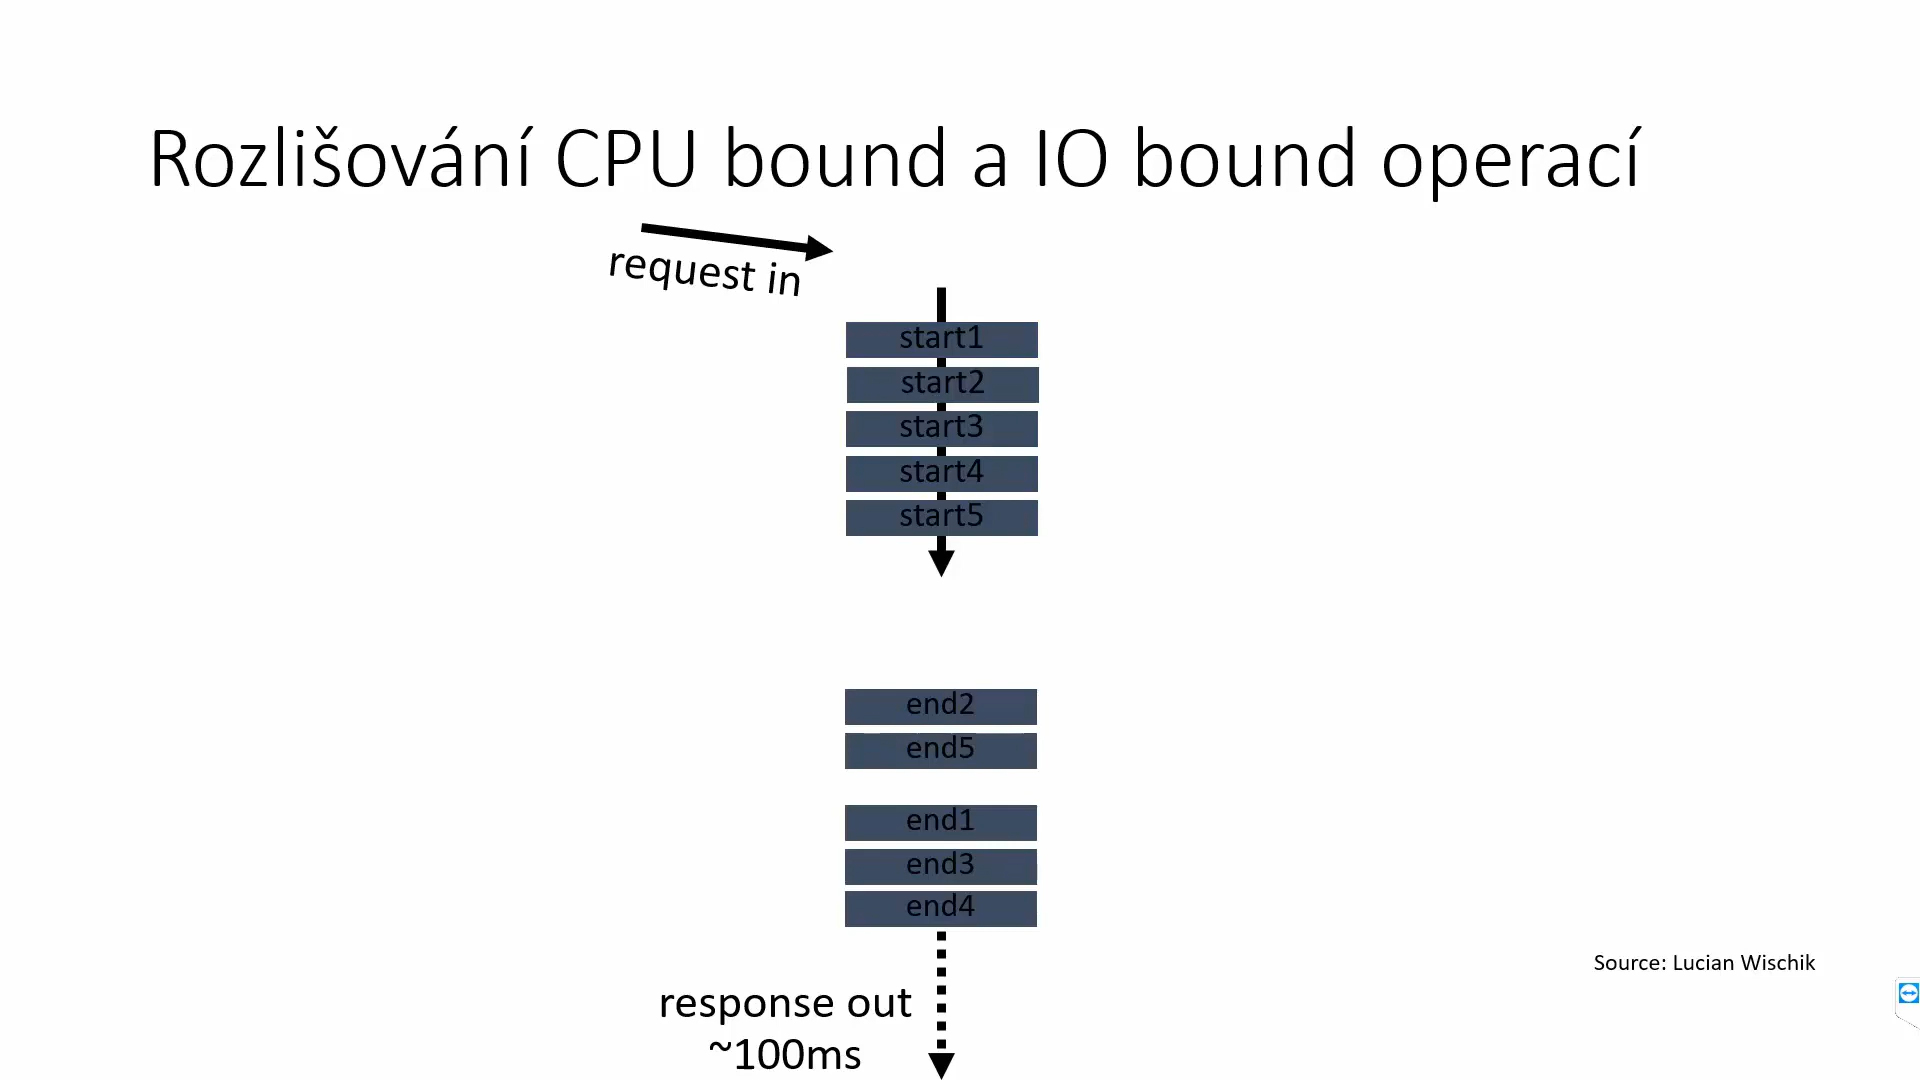 Rozlišování CPU bound a IO bound operací
request in
start1
start2
start3
start4
start5
end2
end5
end1
end3
end4
response out
~100ms
Source: Lucian Wischik